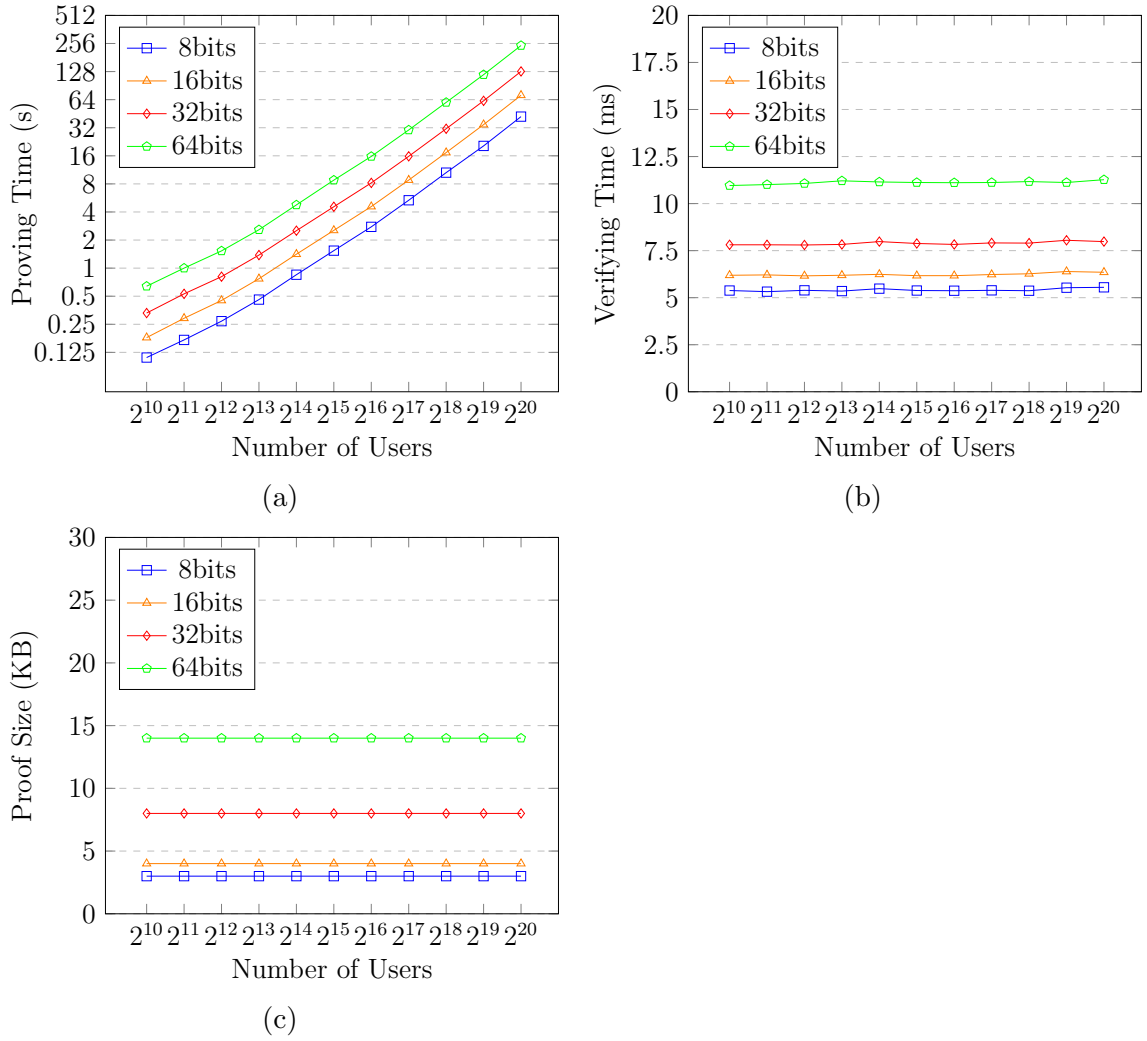 512
256
128
64
32
16
8
4
2
1
0.5
0.25
0.125
Proving Time (s)
8bits
16bits
32bits
64bits
2^10 2^11 2^12 2^13 2^14 2^15 2^16 2^17 2^18 2^19 2^20
Number of Users
(a)
20
17.5
15
12.5
10
7.5
5
2.5
0
Verifying Time (ms)
8bits
16bits
32bits
64bits
2^10 2^11 2^12 2^13 2^14 2^15 2^16 2^17 2^18 2^19 2^20
Number of Users
(b)
30
25
20
15
10
5
0
Proof Size (KB)
8bits
16bits
32bits
64bits
2^10 2^11 2^12 2^13 2^14 2^15 2^16 2^17 2^18 2^19 2^20
Number of Users
(c)